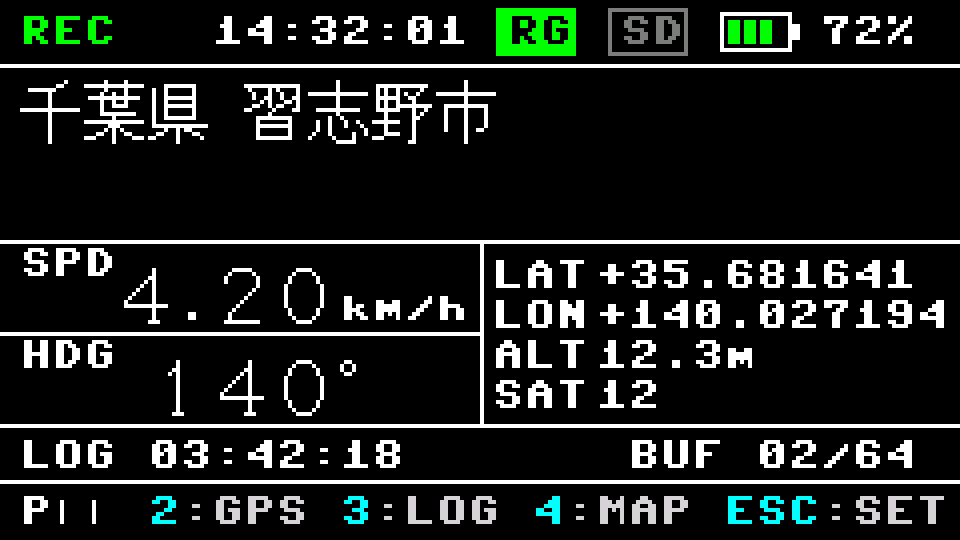 REC 14:32:01 RG SD 72%
千葉県 習志野市
SPD 4.20 km/h
HDG 140°
LAT +35.681641
LON +140.027194
ALT 12.3m
SAT 12
LOG 03:42:18 BUF 02/64
P|| 2:GPS 3:LOG 4:MAP ESC:SET